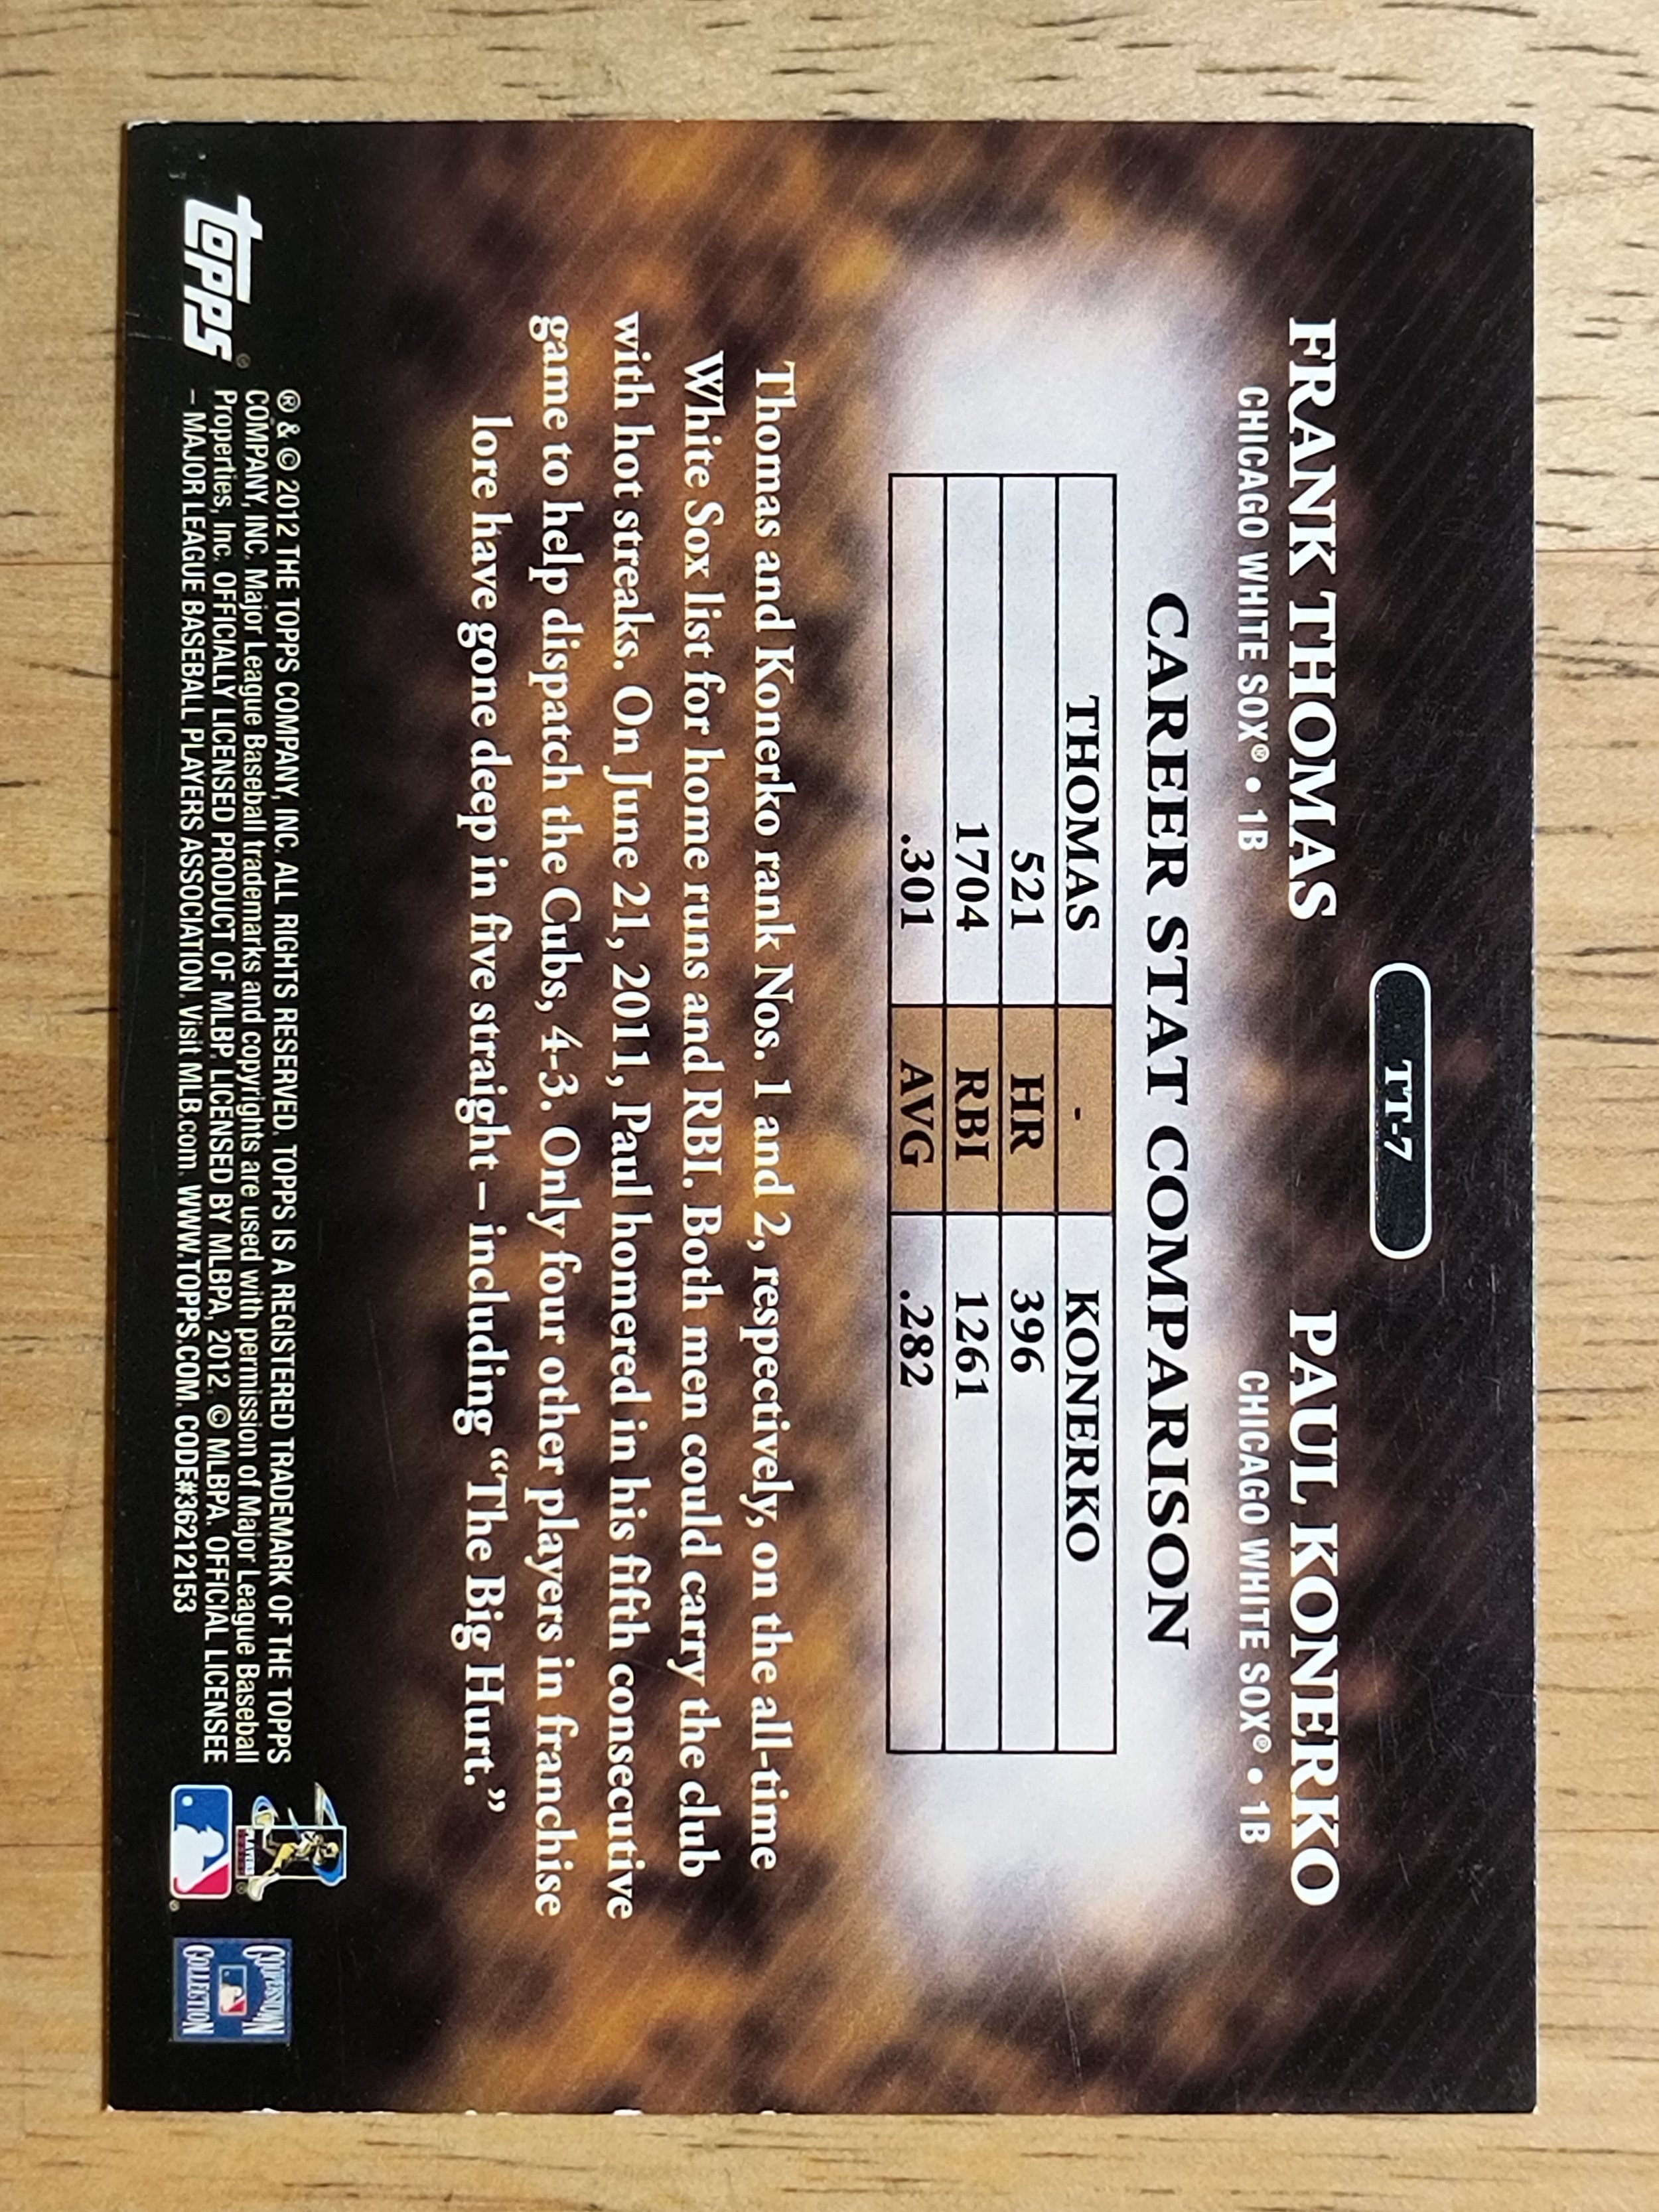 TT-7
FRANK THOMAS
CHICAGO WHITE SOX® • 1B
PAUL KONERKO
CHICAGO WHITE SOX® • 1B
CAREER STAT COMPARISON
THOMAS - KONERKO
521 HR 396
1704 RBI 1261
.301 AVG .282
Thomas and Konerko rank Nos. 1 and 2, respectively, on the all-time
White Sox list for home runs and RBI. Both men could carry the club
with hot streaks. On June 21, 2011, Paul homered in his fifth consecutive
game to help dispatch the Cubs, 4-3. Only four other players in franchise
lore have gone deep in five straight – including “The Big Hurt.”
topps®
® & © 2012 THE TOPPS COMPANY, INC. ALL RIGHTS RESERVED. TOPPS IS A REGISTERED TRADEMARK OF THE TOPPS
COMPANY, INC. Major League Baseball trademarks and copyrights are used with permission of Major League Baseball
Properties, Inc. OFFICIALLY LICENSED PRODUCT OF MLBP. LICENSED BY MLBPA, 2012. © MLBPA. OFFICIAL LICENSEE
– MAJOR LEAGUE BASEBALL PLAYERS ASSOCIATION. Visit MLB.com. WWW.TOPPS.COM. CODE#36212153
PLAYERS
COOPERSTOWN
COLLECTION